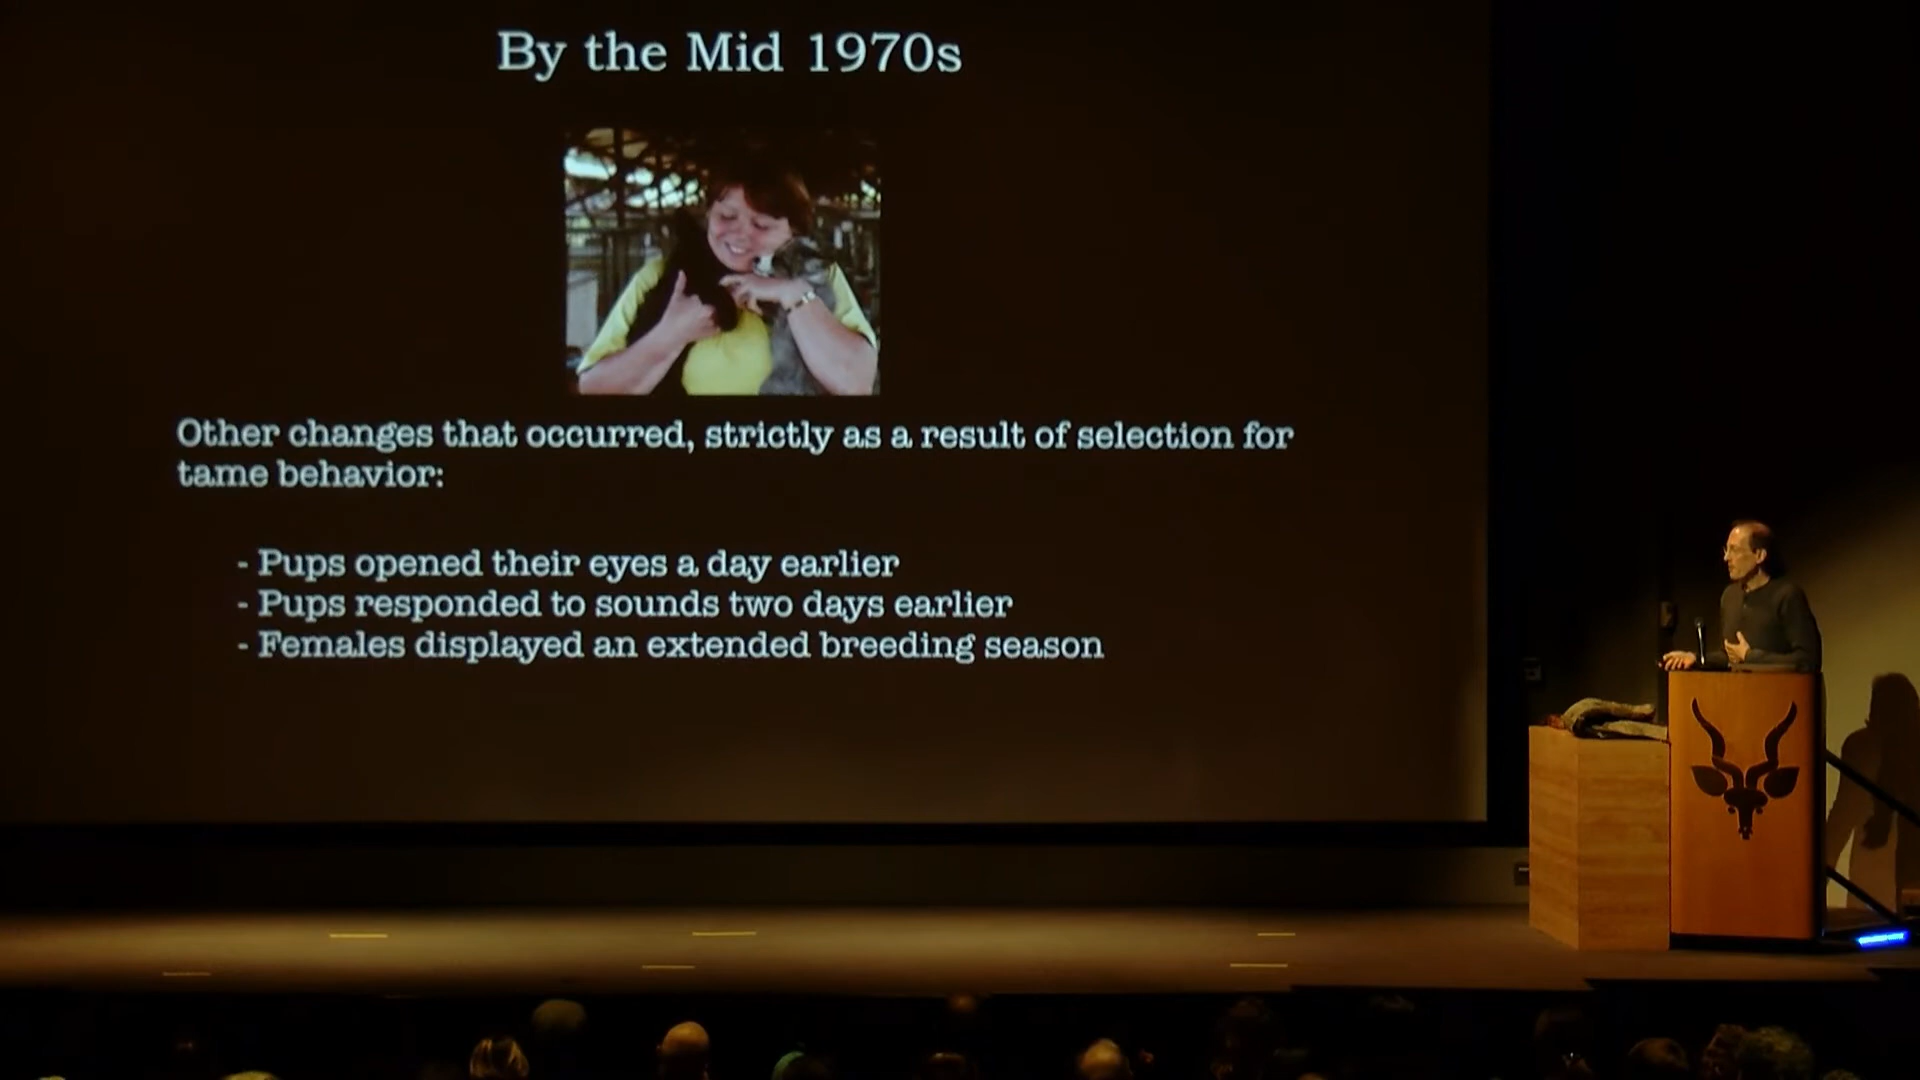 By the Mid 1970s
Other changes that occurred, strictly as a result of selection for
tame behavior:
- Pups opened their eyes a day earlier
- Pups responded to sounds two days earlier
- Females displayed an extended breeding season